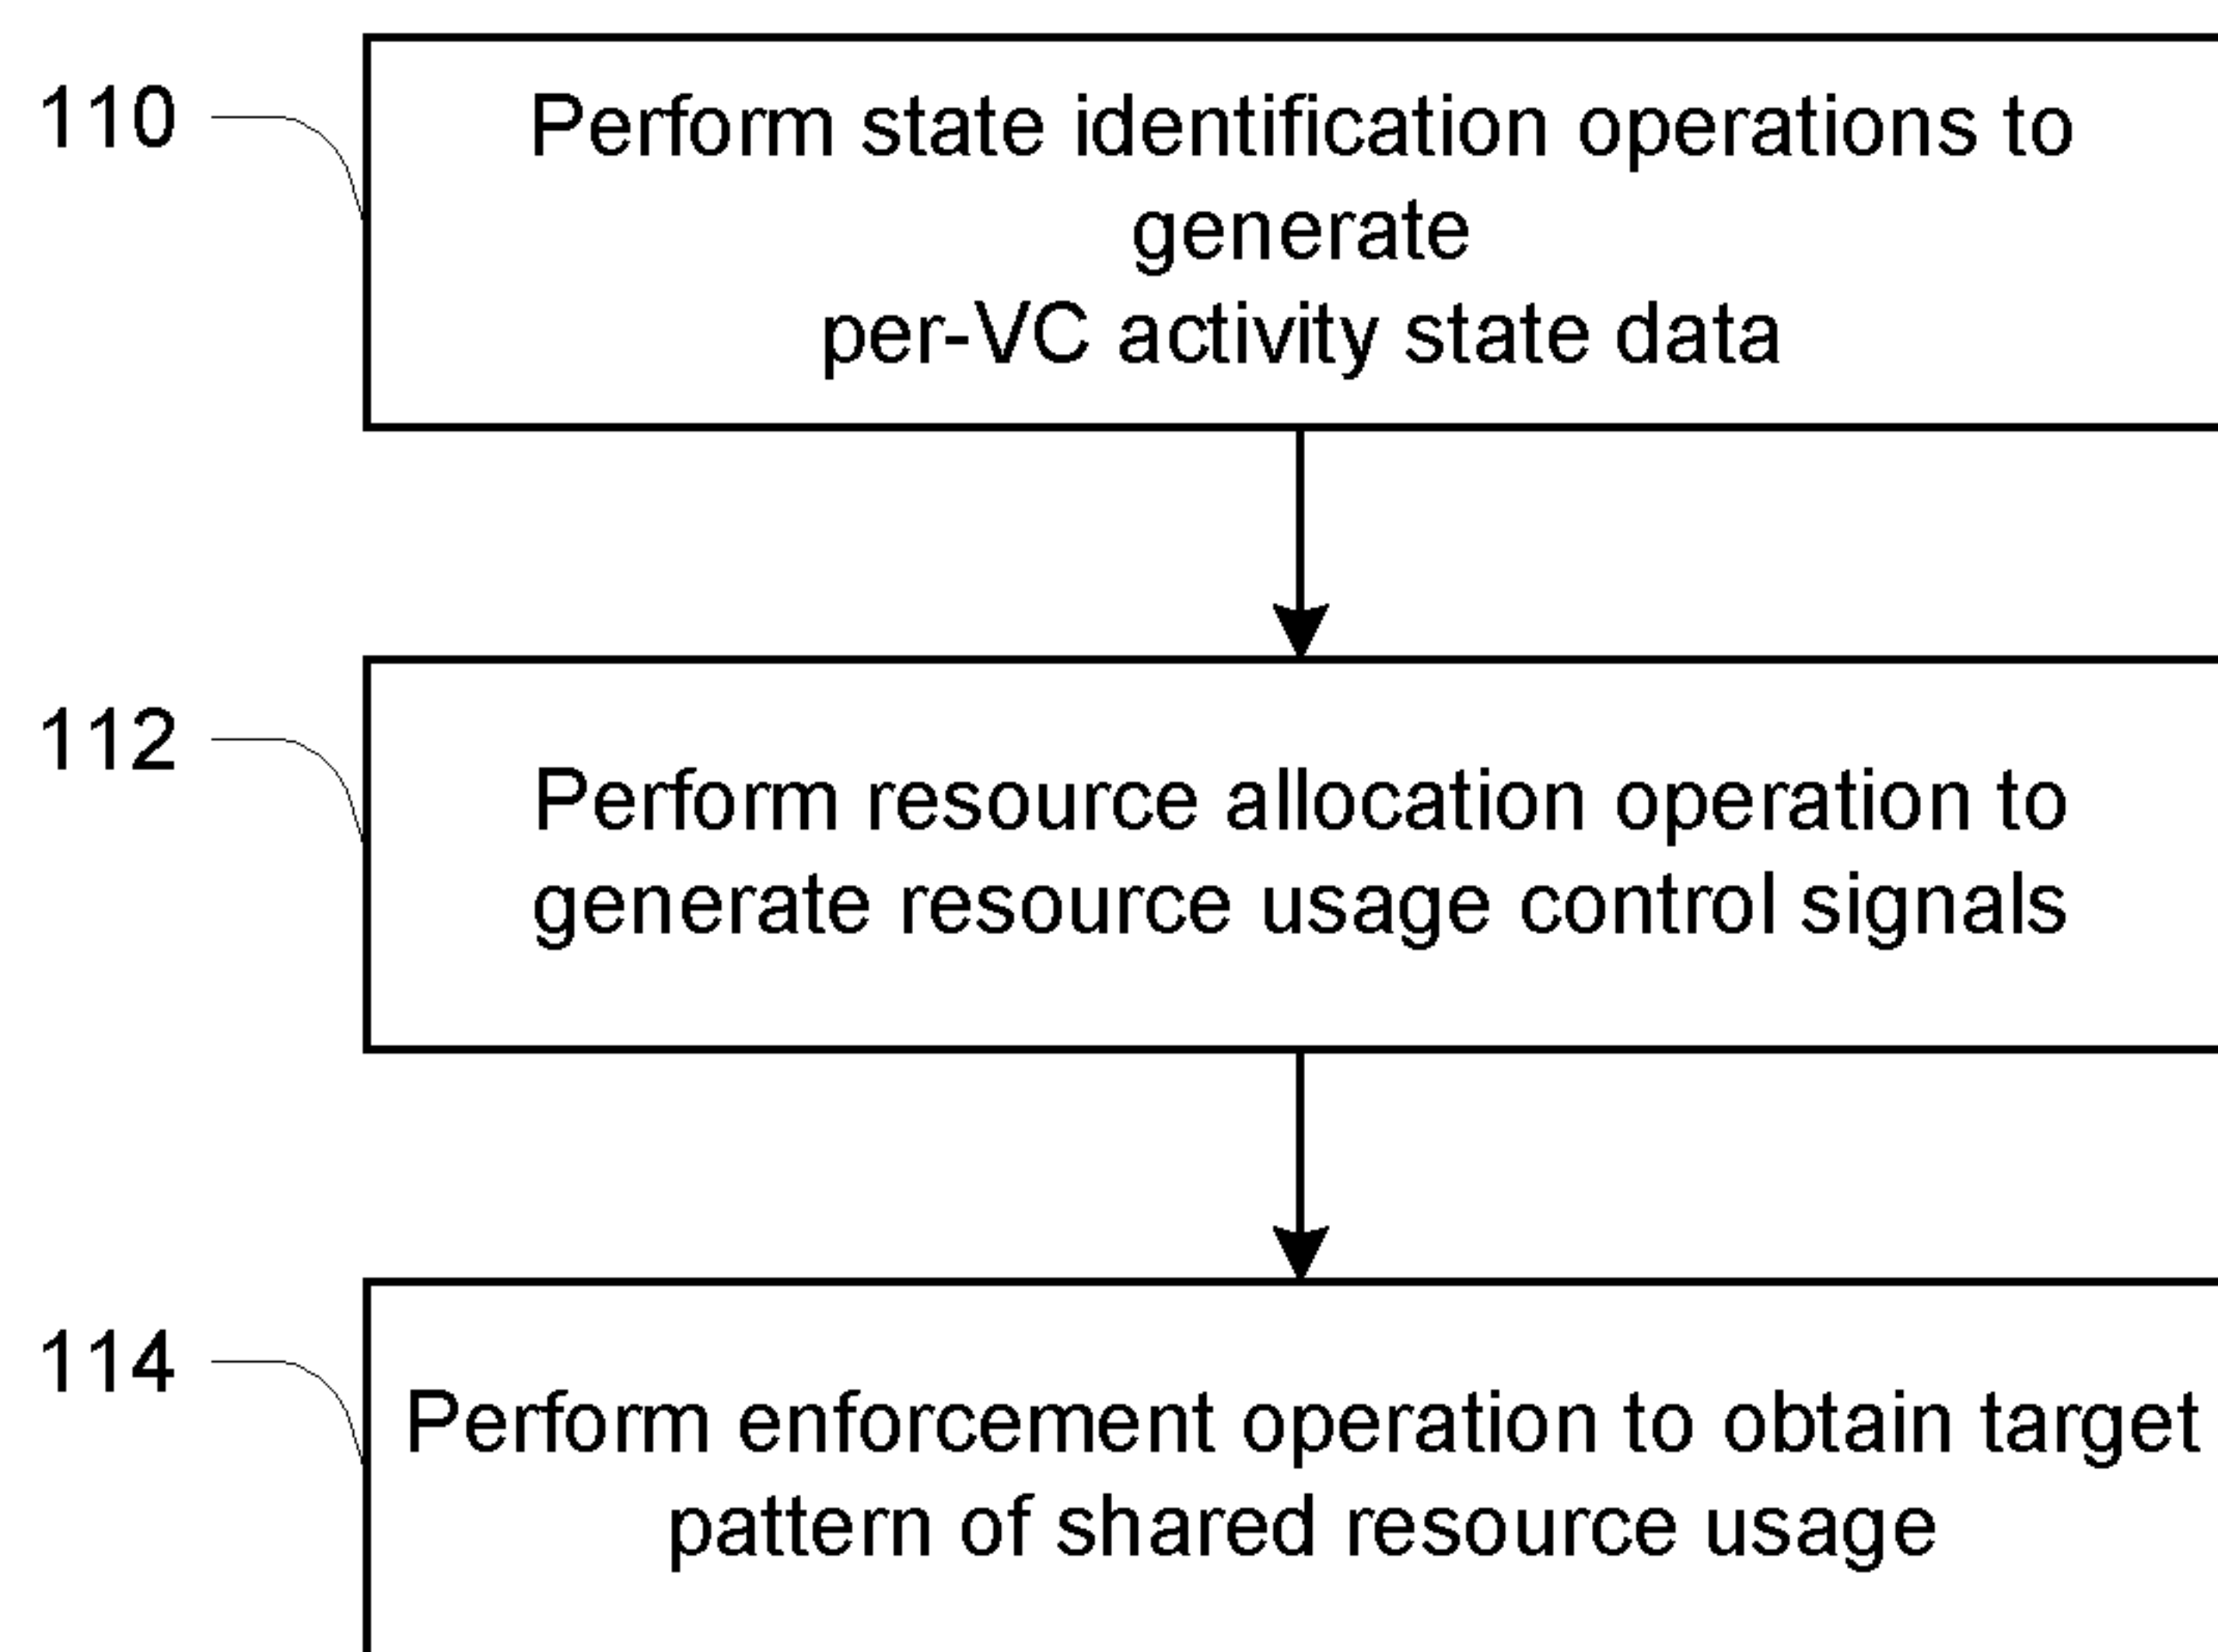 110
Perform state identification operations to
generate
per-VC activity state data
112
Perform resource allocation operation to
generate resource usage control signals
114
Perform enforcement operation to obtain target
pattern of shared resource usage